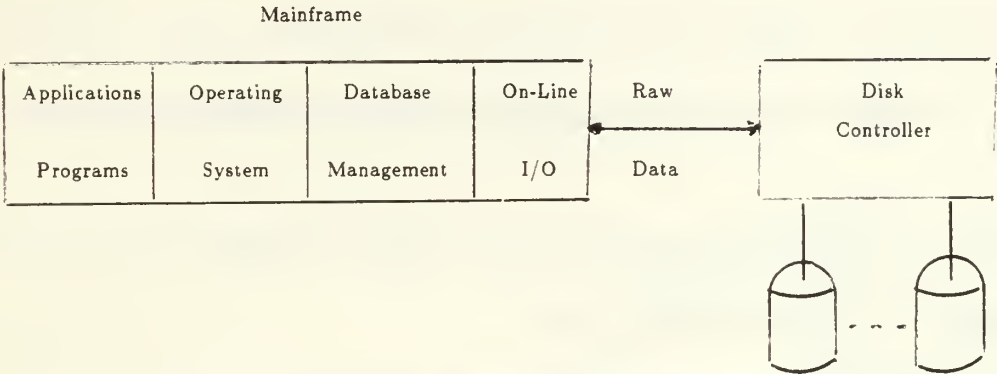 Mainframe
Applications Operating Database On-Line Raw Disk
Controller
Programs System Management I/O Data